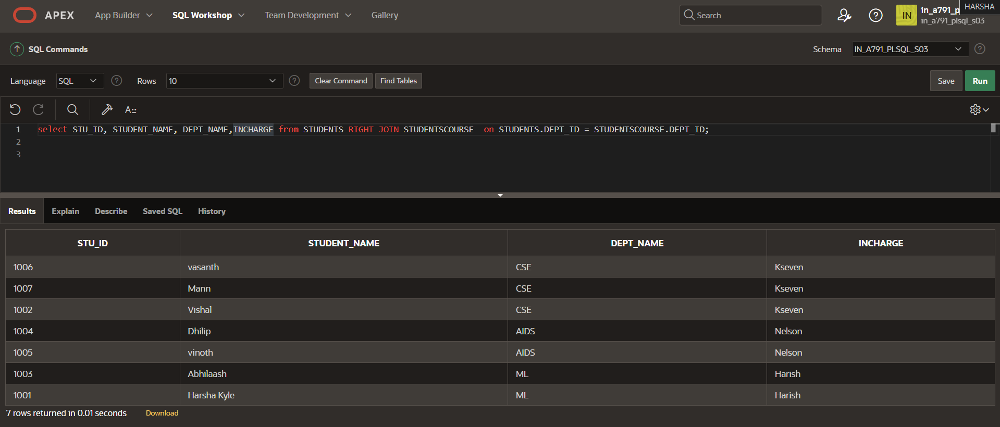 APEX App Builder SQL Workshop Team Development Gallery Search IN in_a791_p HARSHA
in_a791_plsql_s03
SQL Commands Schema IN_A791_PLSQL_S03
Language SQL Rows 10 Clear Command Find Tables Save Run
A::
1 select STU_ID, STUDENT_NAME, DEPT_NAME,INCHARGE from STUDENTS RIGHT JOIN STUDENTSCOURSE  on STUDENTS.DEPT_ID = STUDENTSCOURSE.DEPT_ID;
2
3
Results Explain Describe Saved SQL History
STU_ID STUDENT_NAME DEPT_NAME INCHARGE
1006 vasanth CSE Kseven
1007 Mann CSE Kseven
1002 Vishal CSE Kseven
1004 Dhilip AIDS Nelson
1005 vinoth AIDS Nelson
1003 Abhilaash ML Harish
1001 Harsha Kyle ML Harish
7 rows returned in 0.01 seconds Download